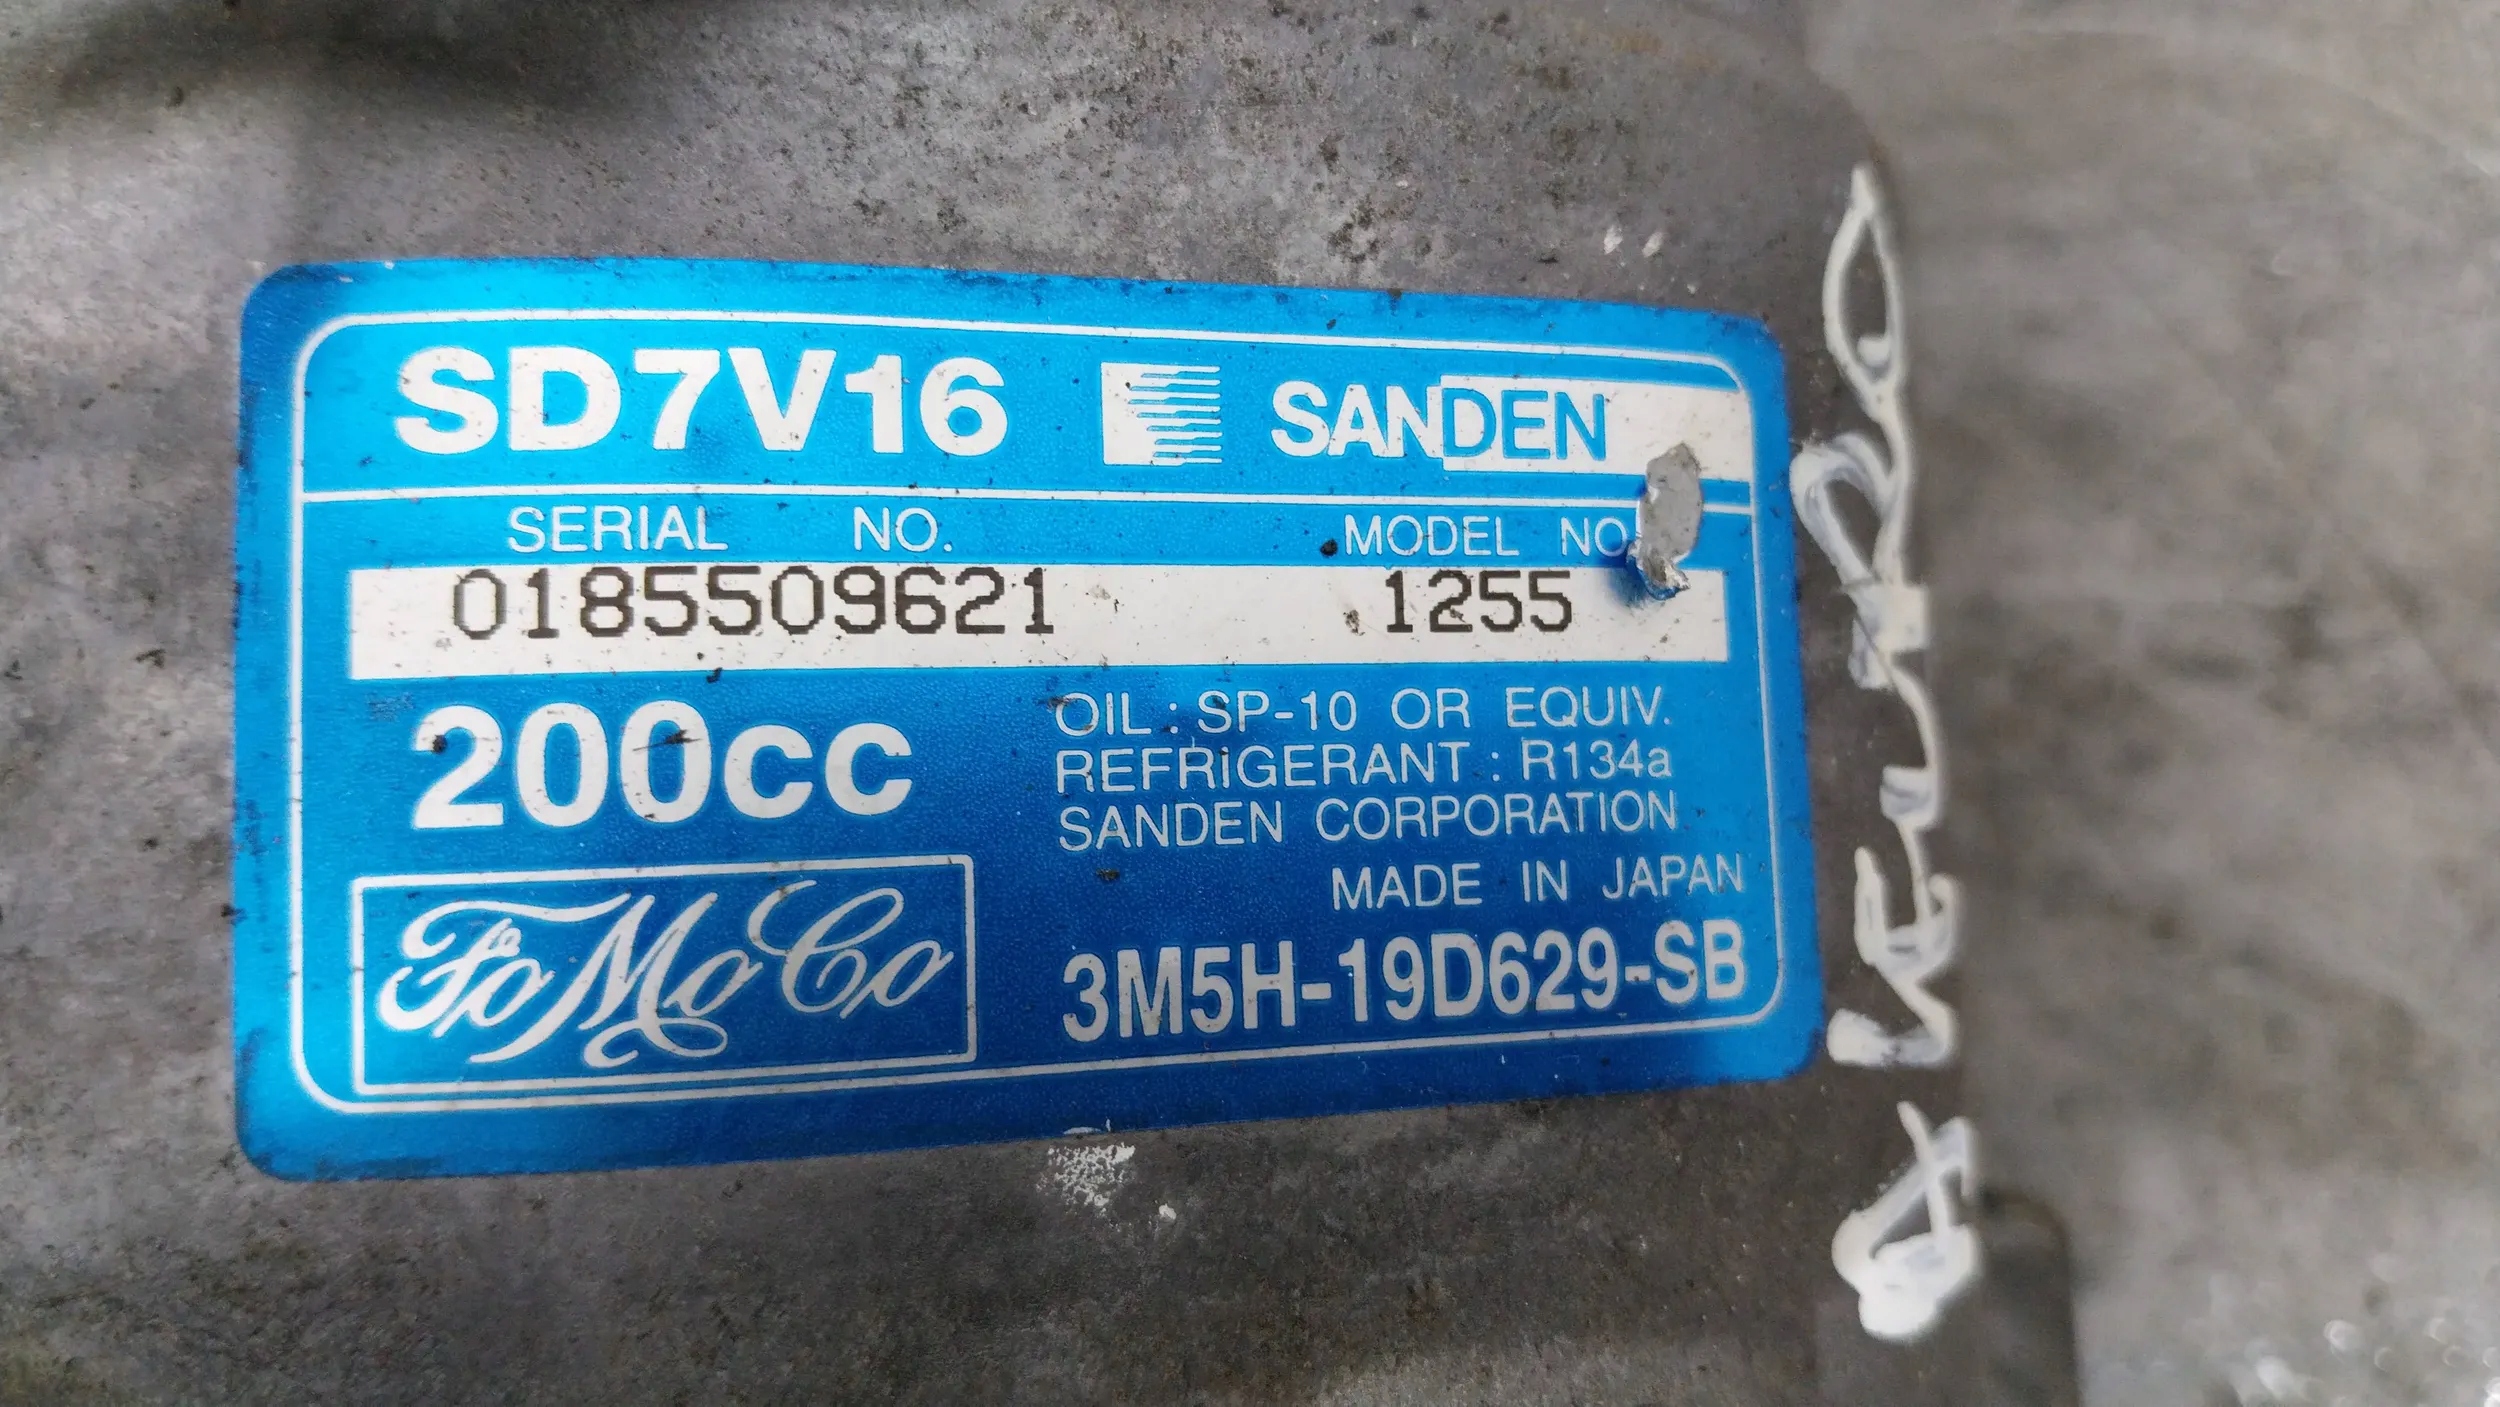 SD7V16 SANDEN
SERIAL NO. MODEL NO
0185509621 1255
200cc
OIL : SP-10 OR EQUIV.
REFRIGERANT : R134a
SANDEN CORPORATION
MADE IN JAPAN
FoMoCo
3M5H-19D629-SB